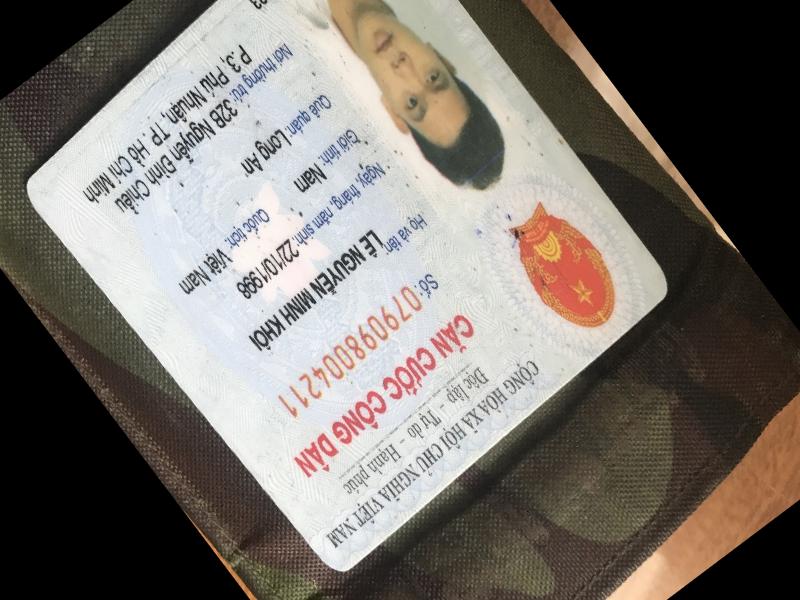 CỘNG HÒA XÃ HỘI CHỦ NGHĨA VIỆT NAM
Độc lập - Tự do - Hạnh phúc
CĂN CƯỚC CÔNG DÂN
Số: 079098004211
Họ và tên:
LÊ NGUYỄN MINH KHÔI
Ngày, tháng, năm sinh: 22/10/1998
Giới tính: Nam Quốc tịch: Việt Nam
Quê quán: Long An
Nơi thường trú: 32B Nguyễn Đình Chiểu
P.3, Phú Nhuận, TP. Hồ Chí Minh